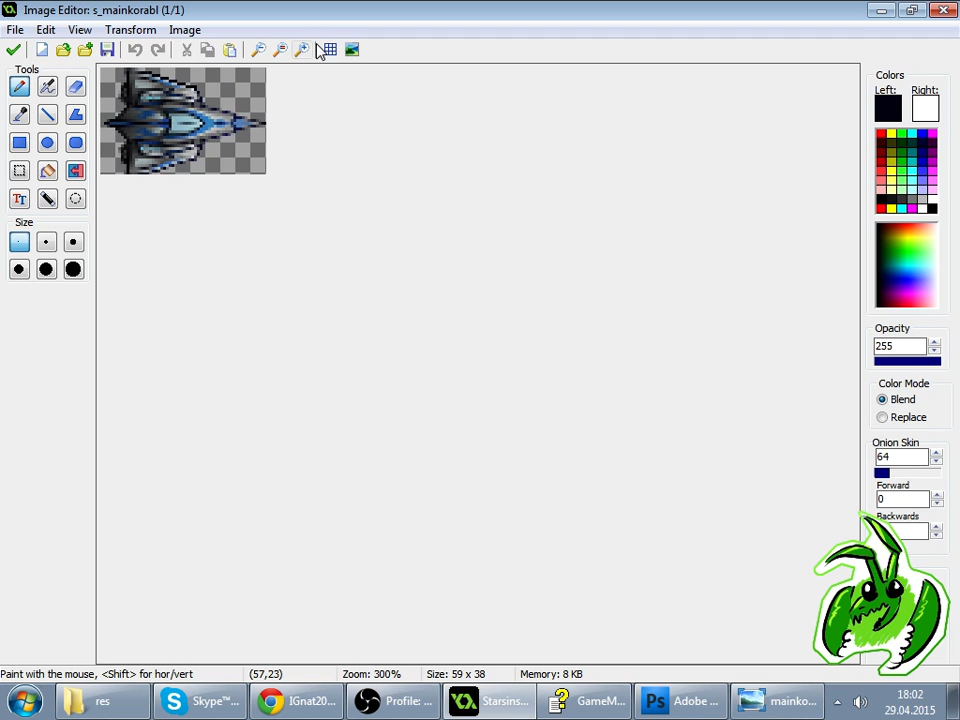 Image Editor: s_mainkorabl (1/1)
File Edit View Transform Image
Tools
TT
Size
Colors
Left: Right:
Opacity
255
Color Mode
Blend
Replace
Onion Skin
64
Forward
0
Backwards
Paint with the mouse, <Shift> for hor/vert (57,23) Zoom: 300% Size: 59 x 38 Memory: 8 KB
res Skype™... IGnat20... Profile: ... Starsins... GameM... Ps Adobe ... mainko... 18:02
29.04.2015